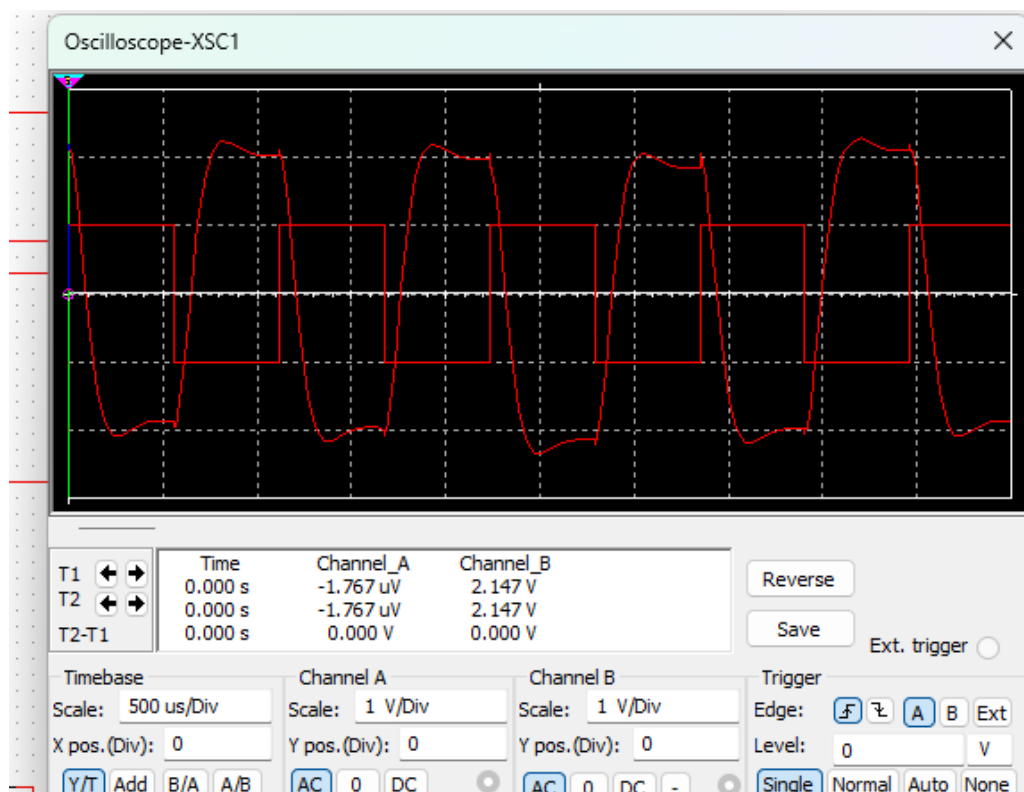 Oscilloscope-XSC1
Time Channel_A Channel_B
T1 0.000 s -1.767 uV 2.147 V
T2 0.000 s -1.767 uV 2.147 V
T2-T1 0.000 s 0.000 V 0.000 V
Reverse
Save
Ext. trigger
Timebase
Scale: 500 us/Div
X pos.(Div): 0
Y/T Add B/A A/B
Channel A
Scale: 1 V/Div
Y pos.(Div): 0
AC 0 DC
Channel B
Scale: 1 V/Div
Y pos.(Div): 0
AC 0 DC -
Trigger
Edge: A B Ext
Level: 0 V
Single Normal Auto None